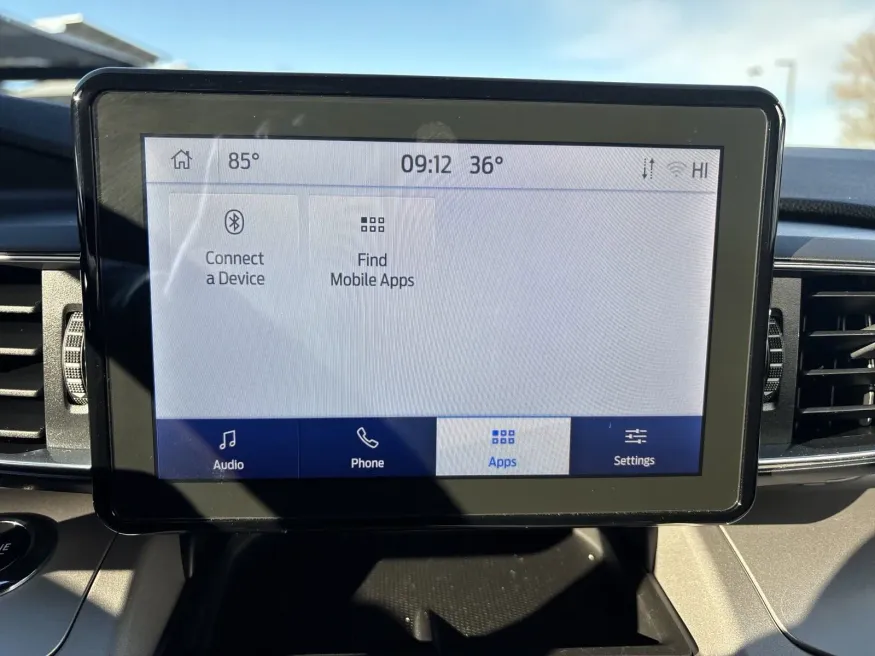 85° 09:12 36° HI
Connect
a Device
Find
Mobile Apps
Audio Phone Apps Settings